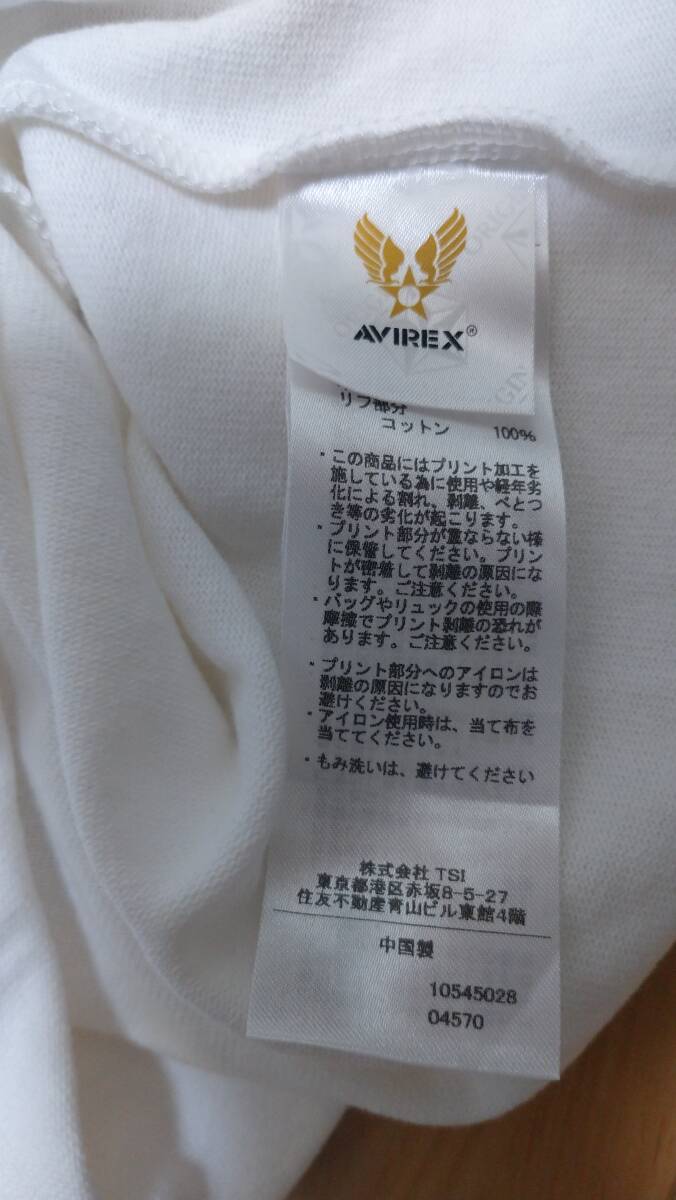 AVIREX®
リブ部分
コットン 100%
・この商品にはプリント加工を
施している為に使用や経年劣
化による割れ、剥離、べとつ
き等の劣化が起こります。
・プリント部分が重ならない様
に保管してください。プリン
トが密着して剥離の原因にな
ります。ご注意ください。
・バッグやリュックの使用の際
摩擦でプリント剥離の恐れが
あります。ご注意ください。
・プリント部分へのアイロンは
剥離の原因になりますのでお
避けください。
・アイロン使用時は、当て布を
当ててください。
・もみ洗いは、避けてください
株式会社 TSI
東京都港区赤坂8-5-27
住友不動産青山ビル東館4階
中国製
10545028
04570